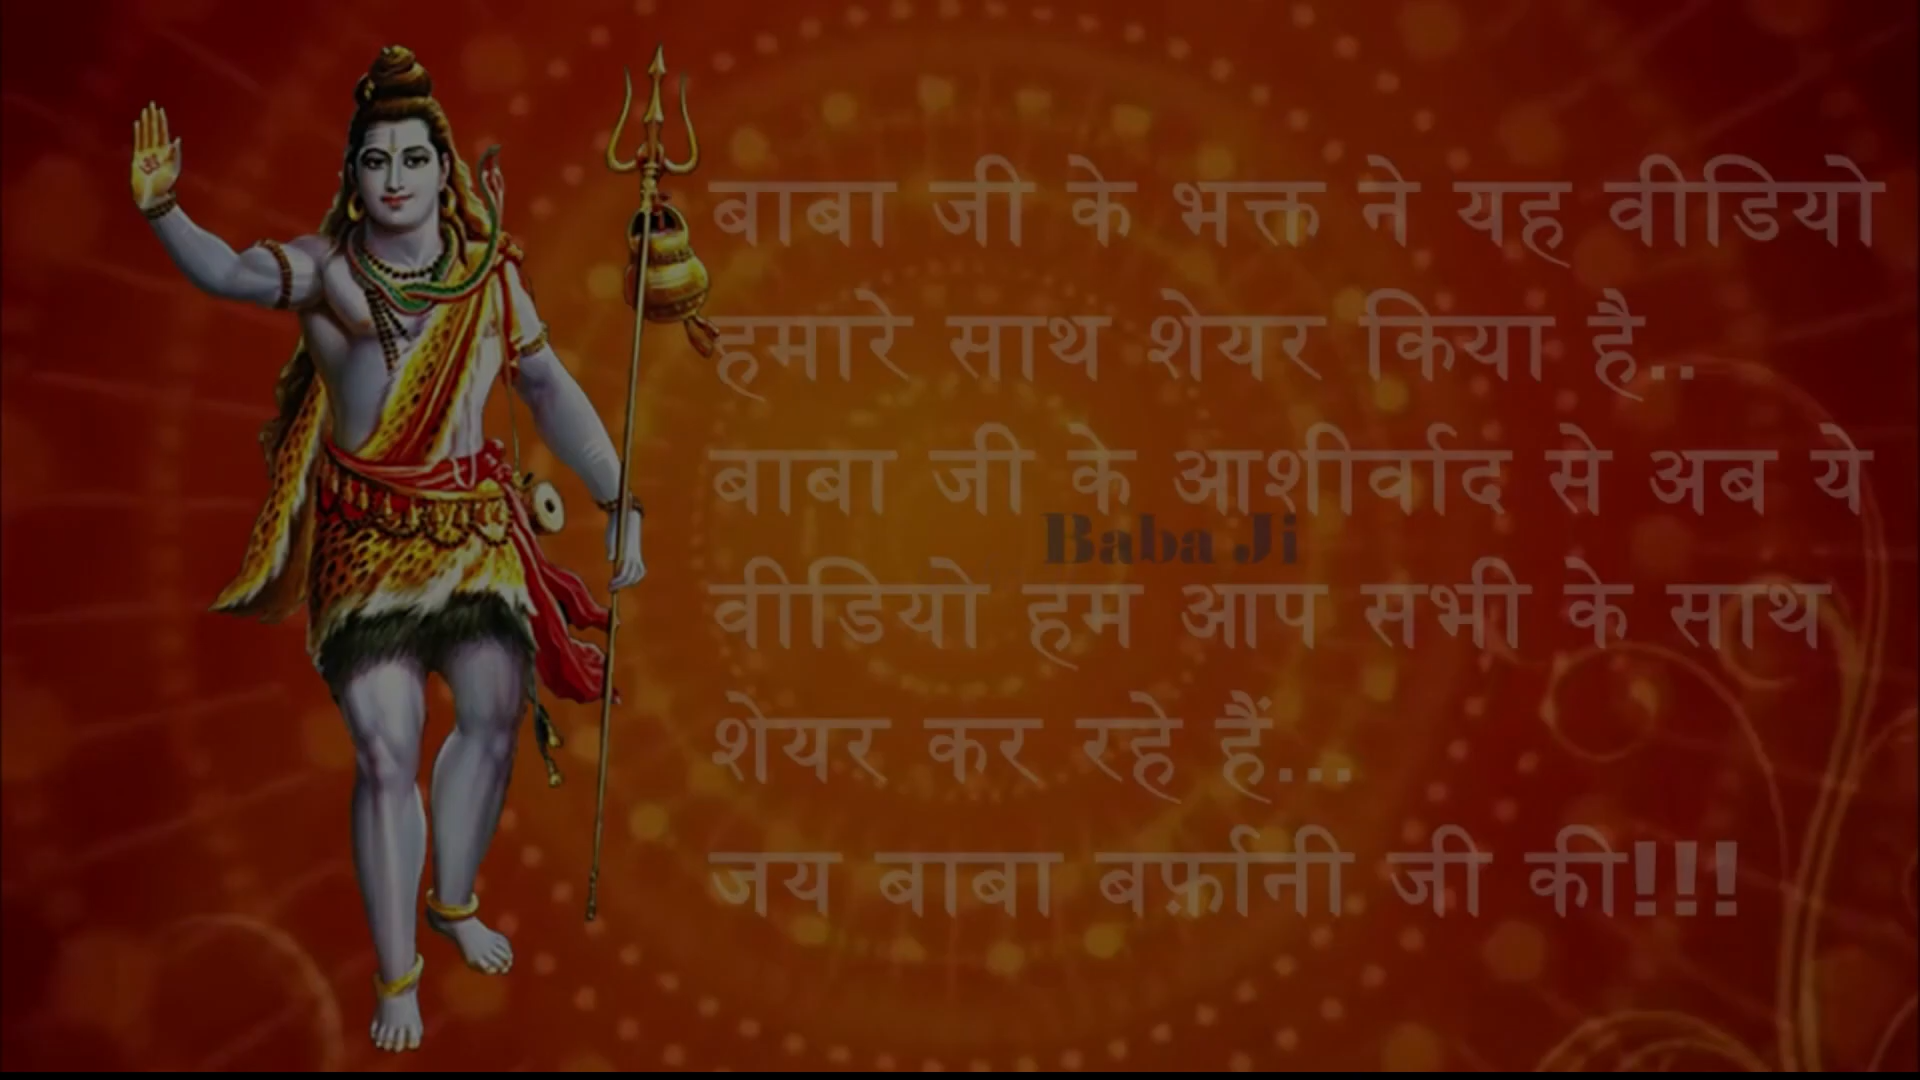 बाबा जी के भक्त ने यह वीडियो
हमारे साथ शेयर किया है..
बाबा जी के आशीर्वाद से अब ये
Baba Ji
वीडियो हम आप सभी के साथ
शेयर कर रहे हैं...
जय बाबा बर्फ़ानी जी की!!!